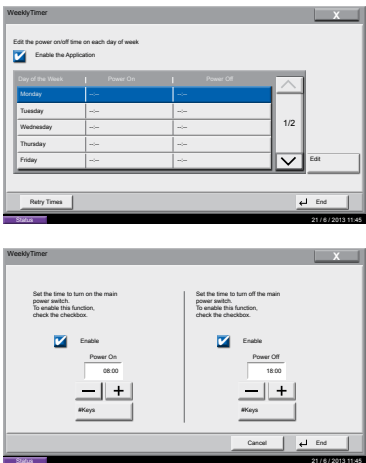 WeeklyTimer
X
Edit the power on/off time on each day of week
Enable the Application
Day of the Week Power On Power Off
Monday --:-- --:--
Tuesday --:-- --:--
Wednesday --:-- --:--
Thursday --:-- --:--
Friday --:-- --:--
1/2
Edit
Retry Times
End
Status 21 / 6 / 2013 11:45
WeeklyTimer
X
Set the time to turn on the main
power switch.
To enable this function,
check the checkbox.
Enable
Power On
08:00
— +
#Keys
Set the time to turn off the main
power switch.
To enable this function,
check the checkbox.
Enable
Power Off
18:00
— +
#Keys
Cancel
End
Status 21 / 6 / 2013 11:45